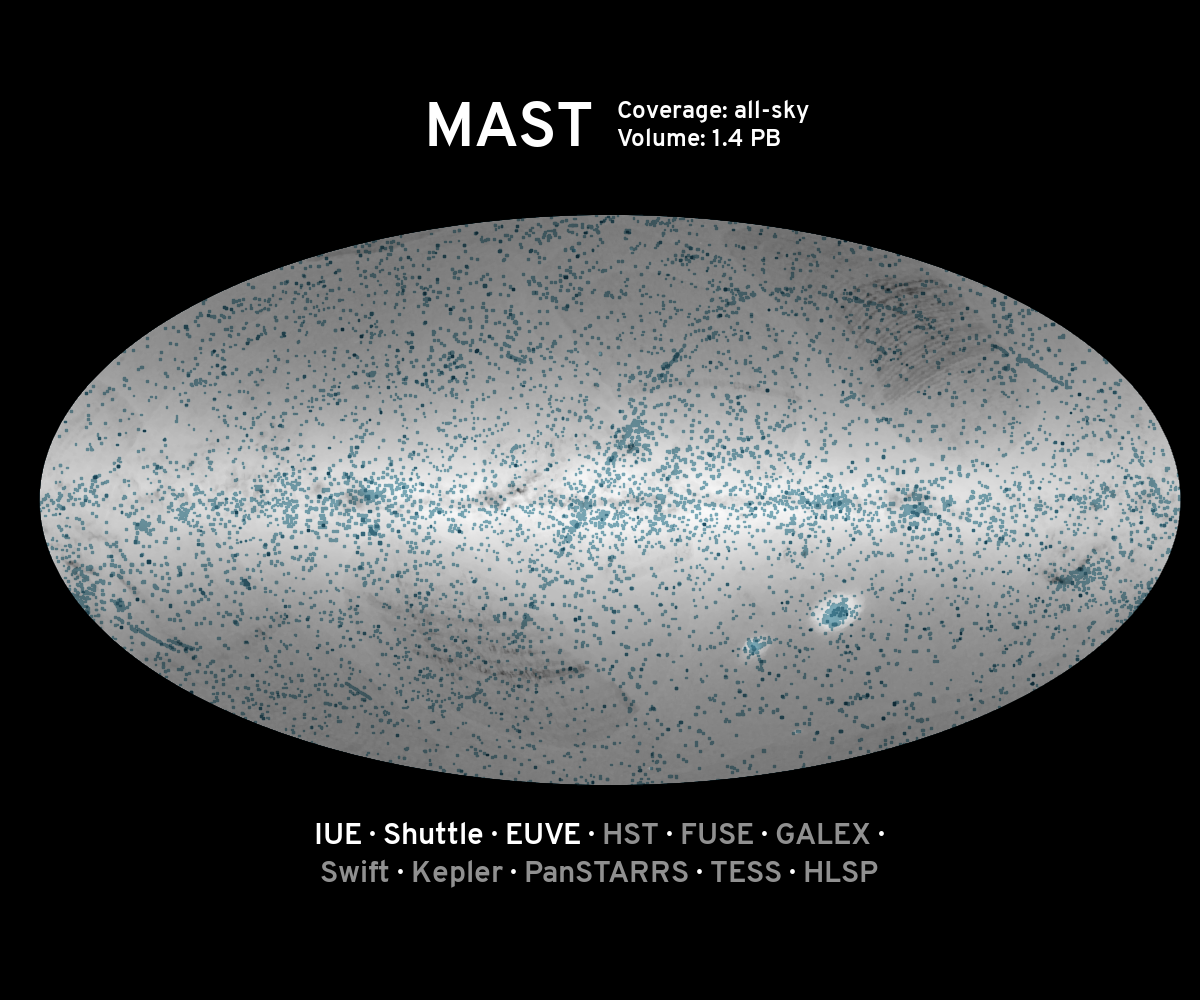 MAST
Coverage: all-sky
Volume: 1.4 PB
IUE · Shuttle · EUVE · HST · FUSE · GALEX ·
Swift · Kepler · PanSTARRS · TESS · HLSP